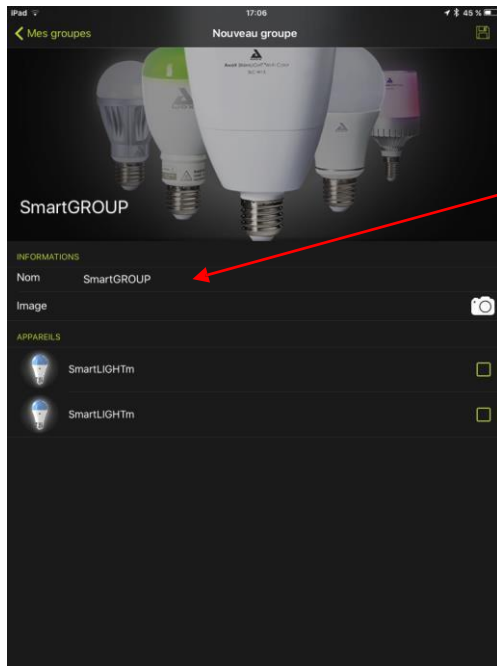 iPad 17:06 45 %
Mes groupes Nouveau groupe
SmartGROUP
INFORMATIONS
Nom SmartGROUP
Image
APPAREILS
SmartLIGHTm
SmartLIGHTm